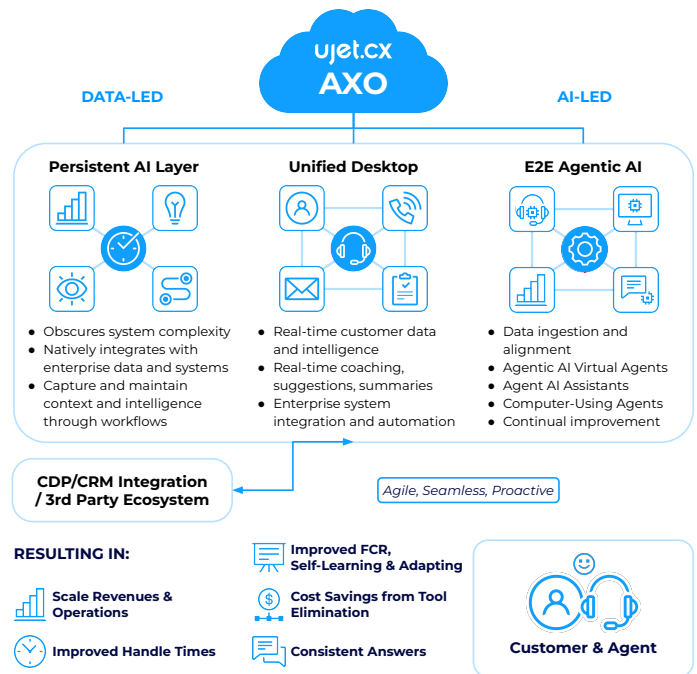 ujet.cx
AXO
DATA-LED
AI-LED
Persistent AI Layer
● Obscures system complexity
● Natively integrates with
enterprise data and systems
● Capture and maintain
context and intelligence
through workflows
Unified Desktop
● Real-time customer data
and intelligence
● Real-time coaching,
suggestions, summaries
● Enterprise system
integration and automation
E2E Agentic AI
● Data ingestion and
alignment
● Agentic AI Virtual Agents
● Agent AI Assistants
● Computer-Using Agents
● Continual improvement
CDP/CRM Integration
/ 3rd Party Ecosystem
Agile, Seamless, Proactive
RESULTING IN:
Scale Revenues &
Operations
Improved Handle Times
Improved FCR,
Self-Learning & Adapting
$
Cost Savings from Tool
Elimination
Consistent Answers
Customer & Agent